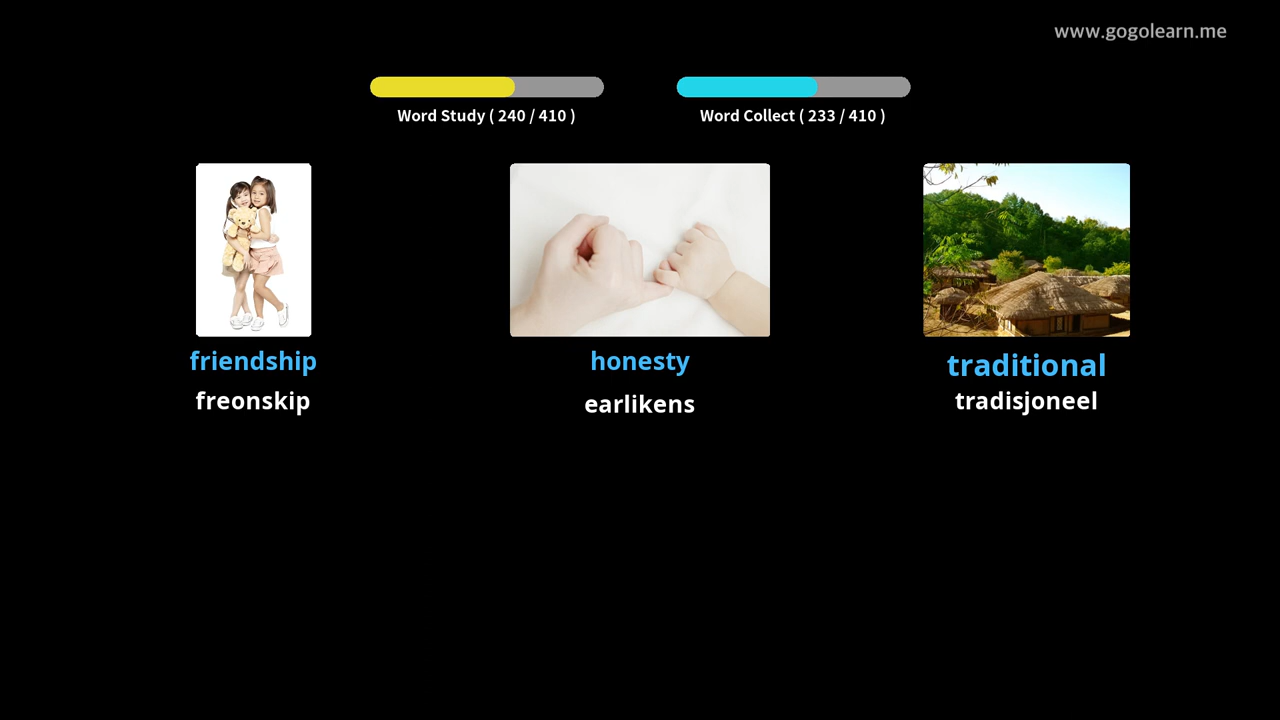 www.gogolearn.me
Word Study ( 240 / 410 )
Word Collect ( 233 / 410 )
friendship
freonskip
honesty
earlikens
traditional
tradisjoneel